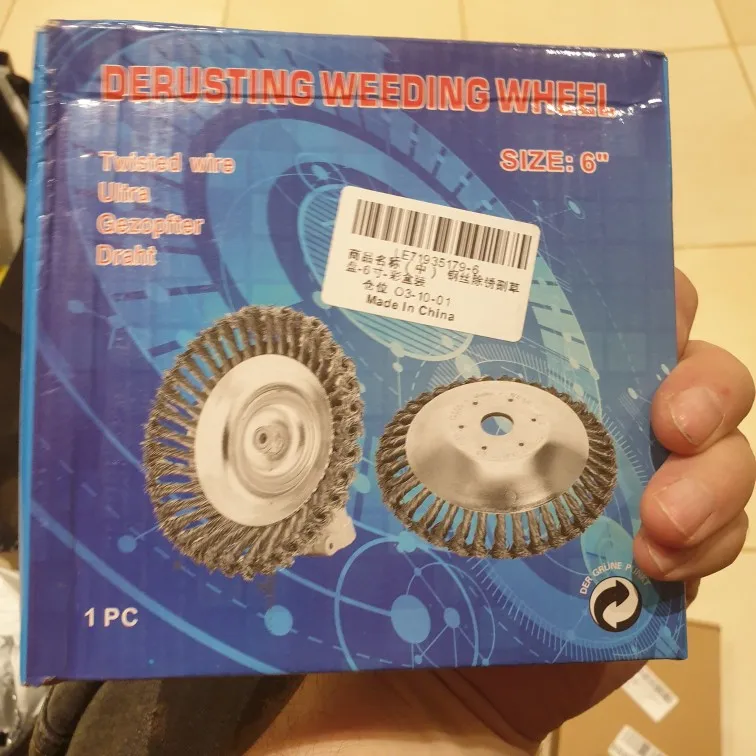 DERUSTING WEEDING WHEEL
SIZE: 6"
Twisted wire
Ultra
Gezopfter
Draht
LE71935179-6
商品名称（中） 钢丝除锈割草
盘-6寸-彩盒装
仓位 O3-10-01
Made In China
1 PC
DER GRÜNE PUNKT